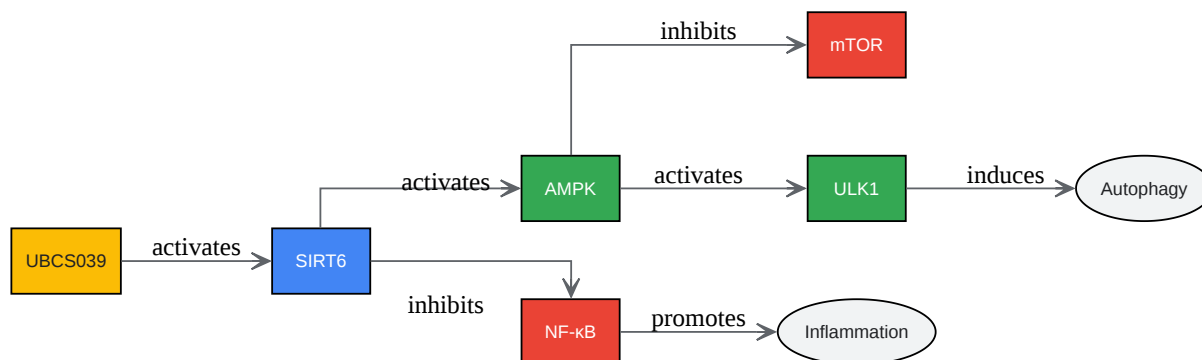 inhibits
mTOR
activates
AMPK
activates
ULK1
induces
Autophagy
UBCS039
activates
SIRT6
inhibits
NF-κB
promotes
Inflammation